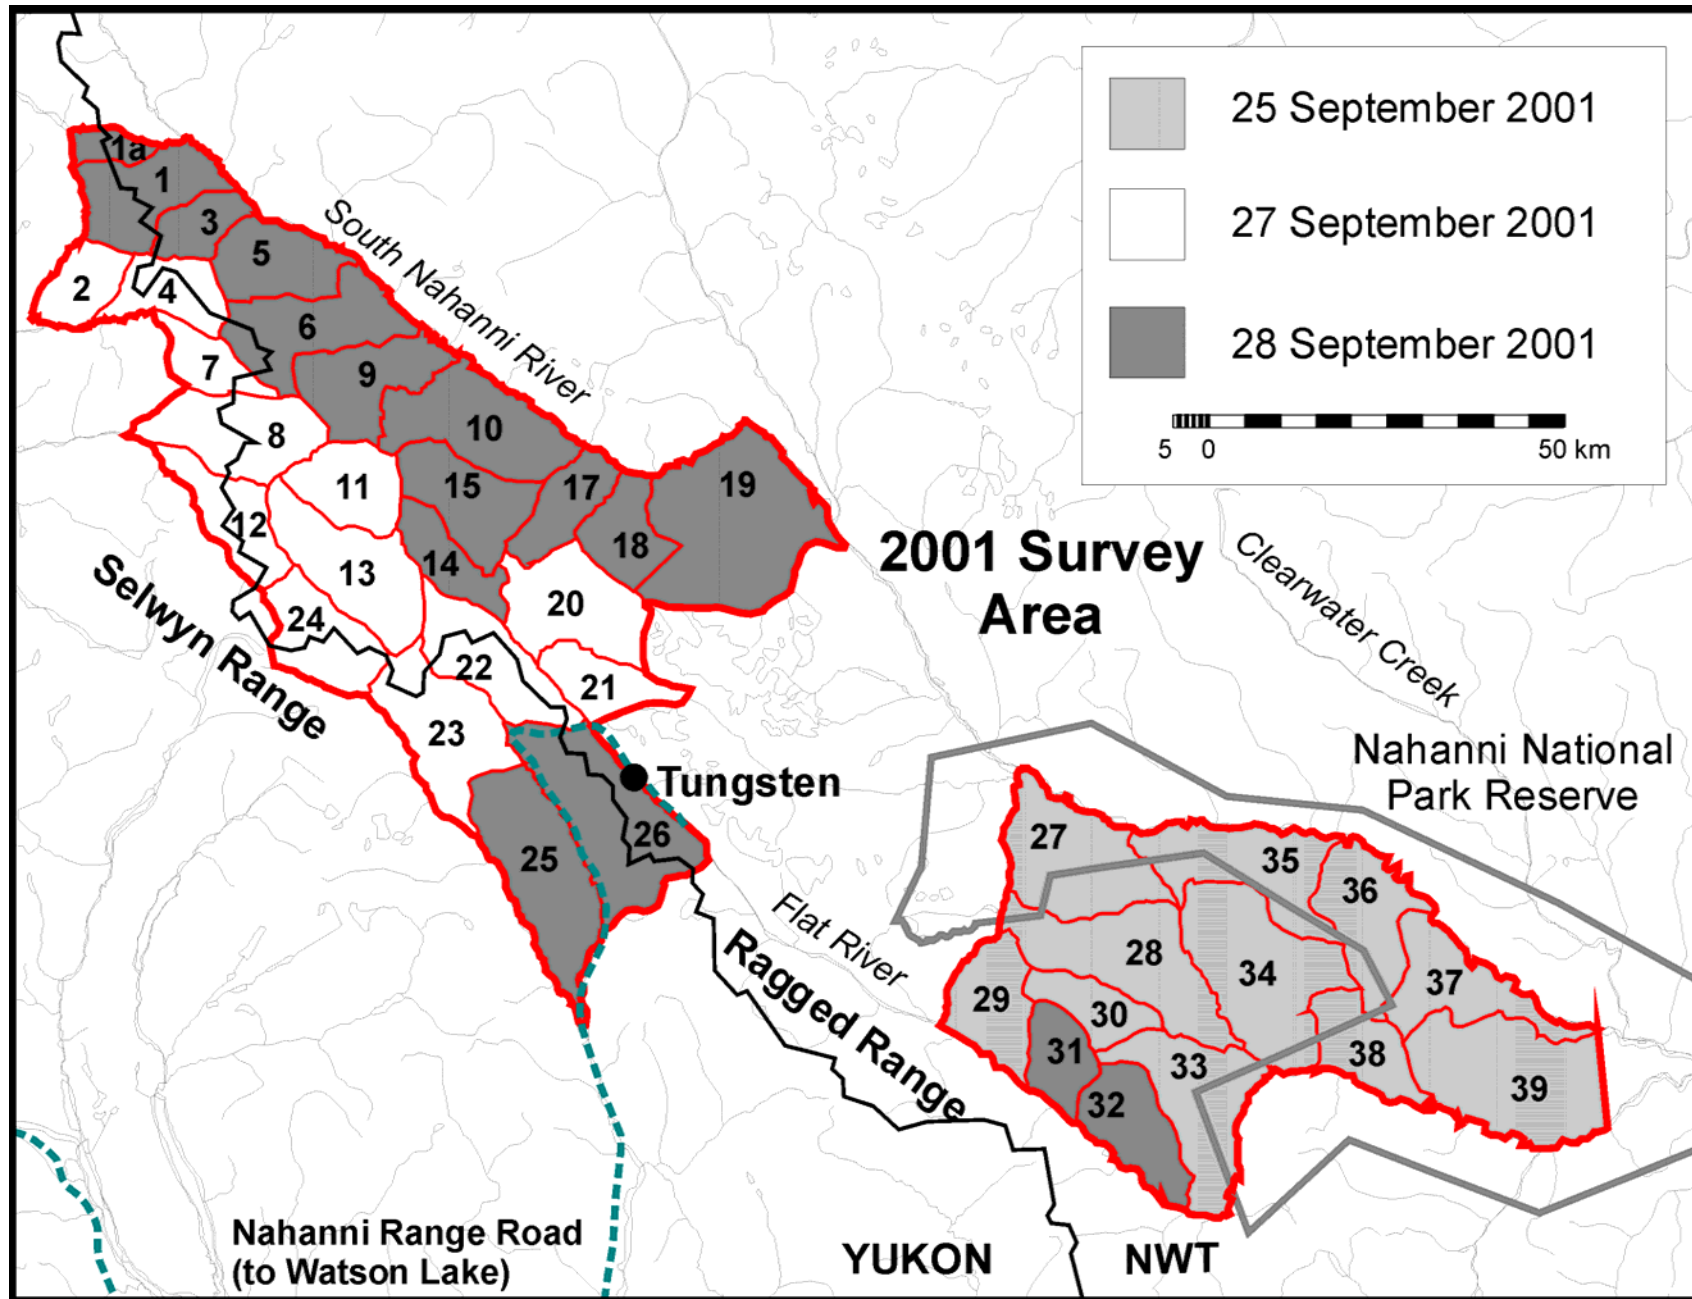 25 September 2001
27 September 2001
28 September 2001
5 0 50 km
1a
1
3
5
2
4
6
7
9
8
10
11
15
17
19
12
18
14
13
20
24
22
21
23
25
26
27
35
36
28
34
37
29
30
31
33
38
32
39
South Nahanni River
2001 Survey
Area
Clearwater Creek
Selwyn Range
Tungsten
Nahanni National
Park Reserve
Flat River
Ragged Range
Nahanni Range Road
(to Watson Lake)
YUKON
NWT